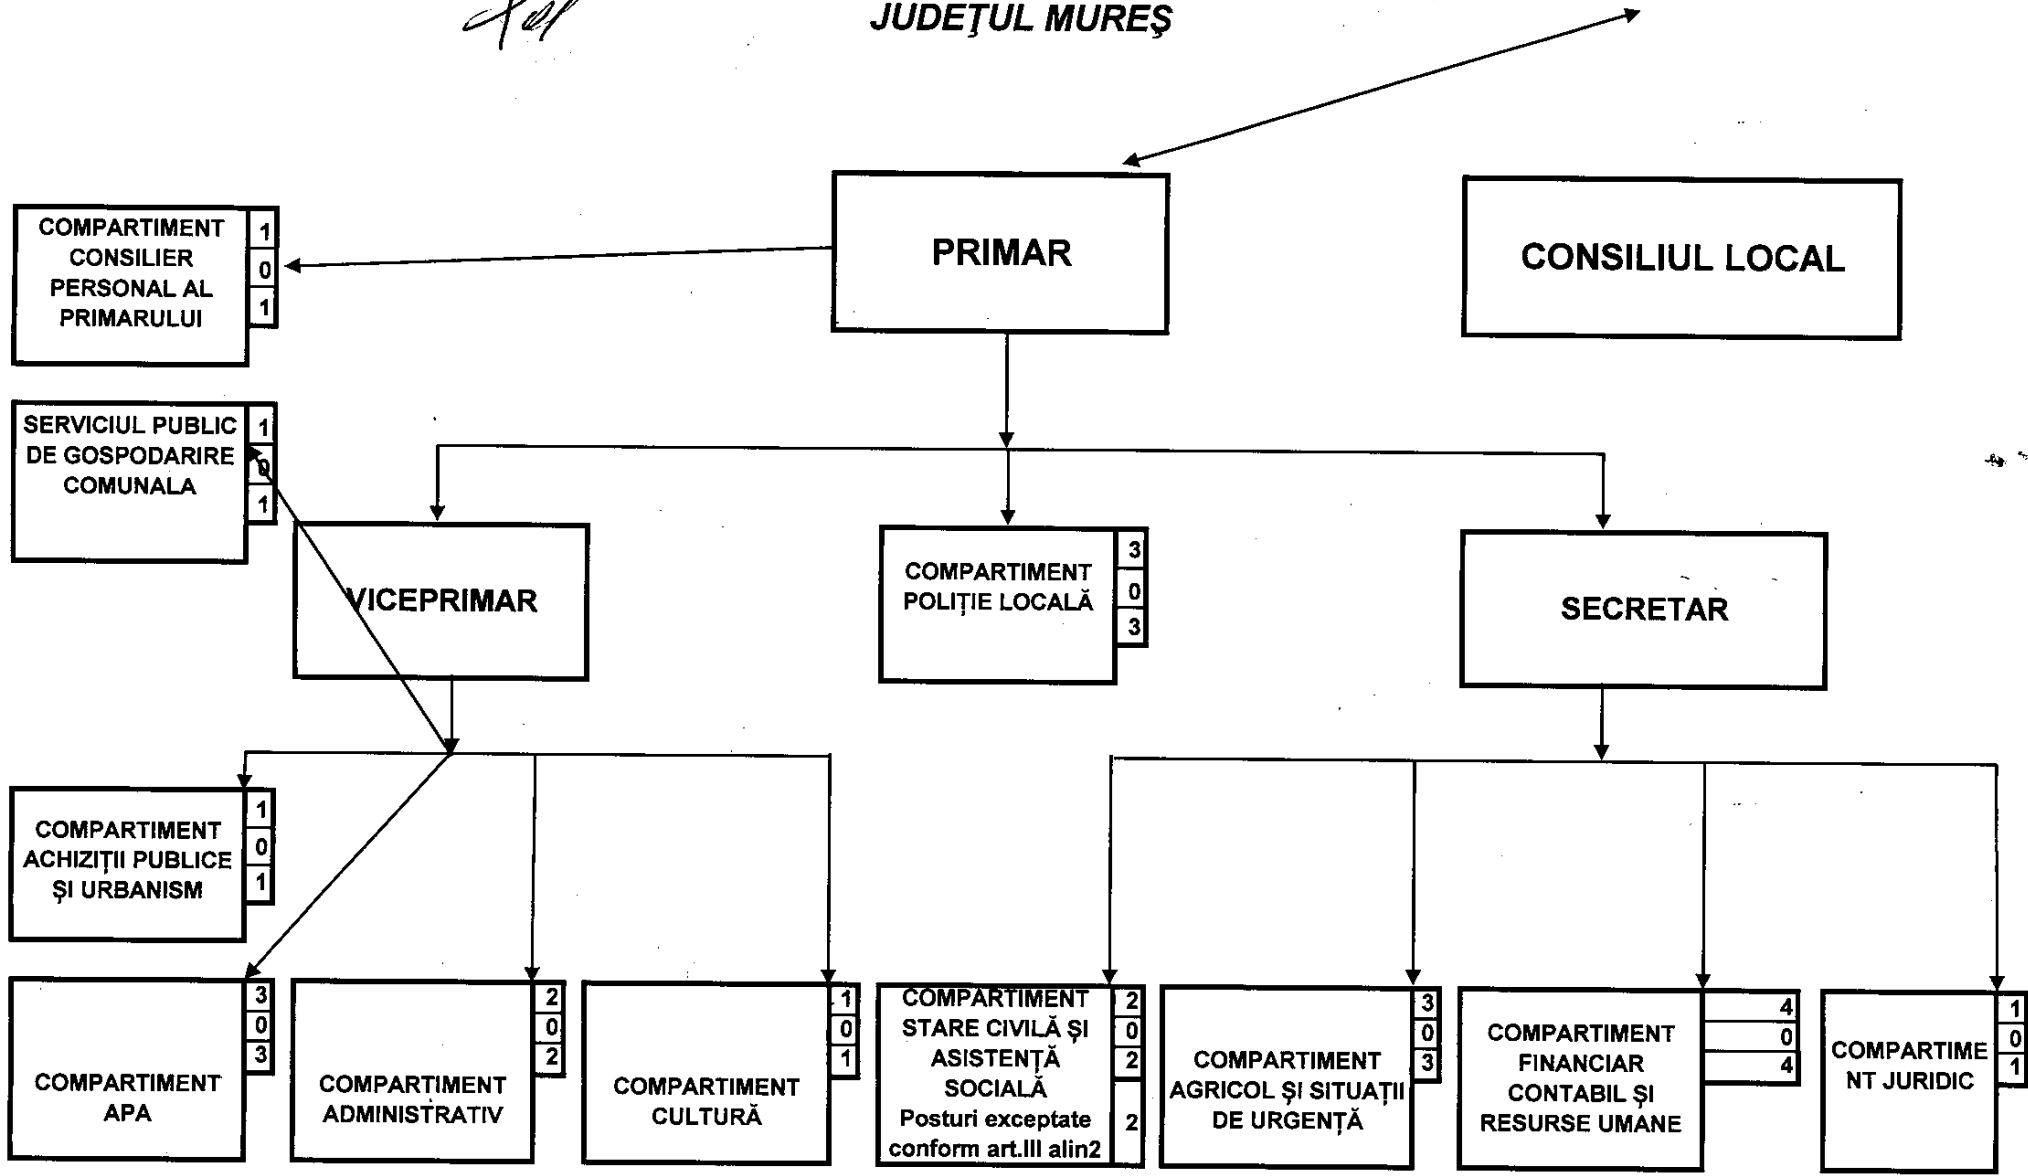 JUDEŢUL MUREŞ
PRIMAR
CONSILIUL LOCAL
COMPARTIMENT
CONSILIER
PERSONAL AL
PRIMARULUI
1
0
1
SERVICIUL PUBLIC
DE GOSPODARIRE
COMUNALA
1
0
1
VICEPRIMAR
COMPARTIMENT
POLIŢIE LOCALĂ
3
0
3
SECRETAR
COMPARTIMENT
ACHIZIŢII PUBLICE
ŞI URBANISM
1
0
1
COMPARTIMENT
APA
3
0
3
COMPARTIMENT
ADMINISTRATIV
2
0
2
COMPARTIMENT
CULTURĂ
1
0
1
COMPARTIMENT
STARE CIVILĂ ŞI
ASISTENŢĂ
SOCIALĂ
Posturi exceptate
conform art.III alin2
2
0
2
2
COMPARTIMENT
AGRICOL ŞI SITUAŢII
DE URGENŢĂ
3
0
3
COMPARTIMENT
FINANCIAR
CONTABIL ŞI
RESURSE UMANE
4
0
4
COMPARTIME
NT JURIDIC
1
0
1